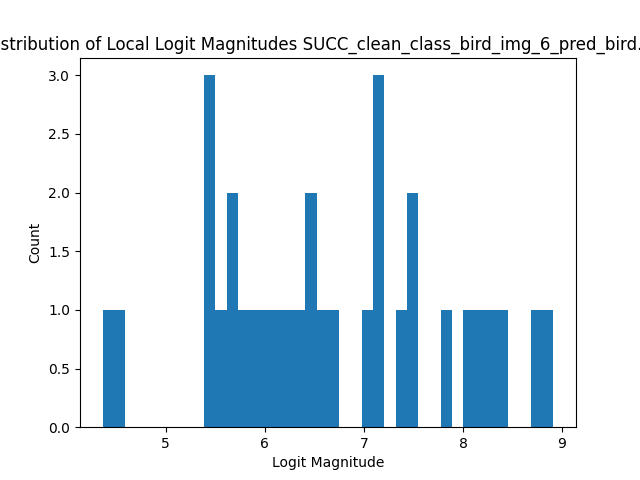 stribution of Local Logit Magnitudes SUCC_clean_class_bird_img_6_pred_bird.
3.0
2.5
2.0
1.5
1.0
0.5
0.0
Count
5 6 7 8 9
Logit Magnitude